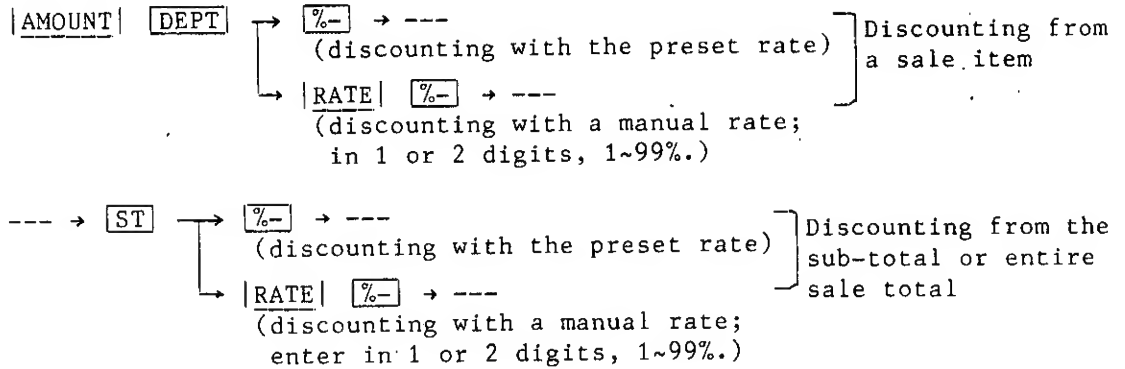 |AMOUNT| [DEPT] → [%-] → --- Discounting from
(discounting with the preset rate) a sale item
→ |RATE| [%-] → ---
(discounting with a manual rate;
in 1 or 2 digits, 1~99%.)
--- → [ST] → [%-] → --- Discounting from the
(discounting with the preset rate) sub-total or entire
→ |RATE| [%-] → --- sale total
(discounting with a manual rate;
enter in 1 or 2 digits, 1~99%.)